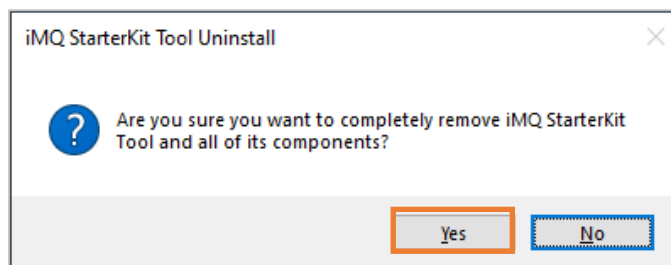 iMQ StarterKit Tool Uninstall
Are you sure you want to completely remove iMQ StarterKit
Tool and all of its components?
Yes No